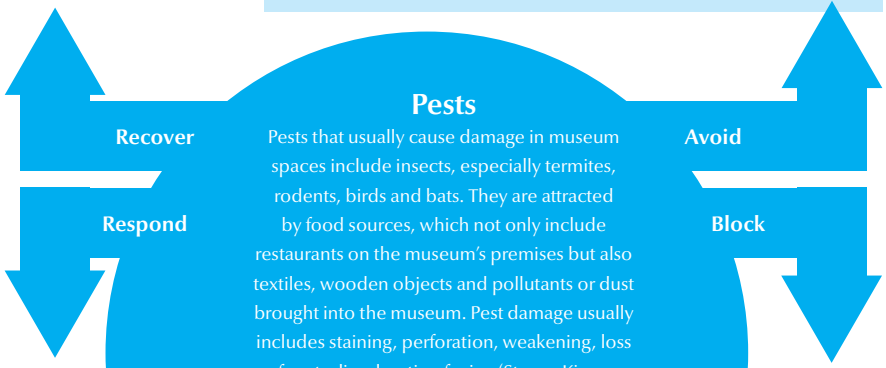 Pests
Recover
Pests that usually cause damage in museum
spaces include insects, especially termites,
rodents, birds and bats. They are attracted
by food sources, which not only include
restaurants on the museum's premises but also
textiles, wooden objects and pollutants or dust
brought into the museum. Pest damage usually
includes staining, perforation, weakening, loss
Avoid
Respond
Block